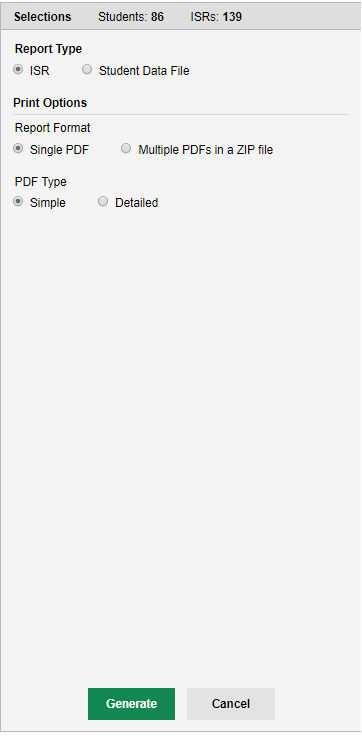 Selections Students: 86 ISRs: 139
Report Type
ISR Student Data File
Print Options
Report Format
Single PDF Multiple PDFs in a ZIP file
PDF Type
Simple Detailed
Generate Cancel